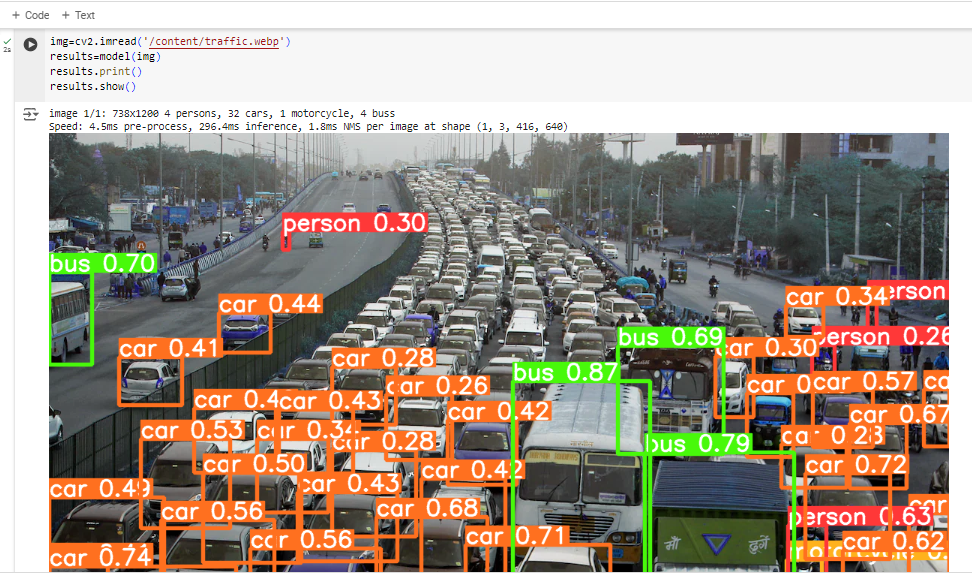 + Code + Text
2s
img=cv2.imread('/content/traffic.webp')
results=model(img)
results.print()
results.show()
image 1/1: 738x1200 4 persons, 32 cars, 1 motorcycle, 4 buss
Speed: 4.5ms pre-process, 296.4ms inference, 1.8ms NMS per image at shape (1, 3, 416, 640)
person 0.30
bus 0.70
car 0.44
car 0.34 erson
car 0.41
car 0.28
bus 0.69
car 0.30
person 0.26
bus 0.87
car 0.26
car 0
car 0.57
ca
car 0.4
car 0.43
car 0.42
car 0.67
car 0.53
car 0.34
car 0.28
bus 0.79
car 0.28
car 0.50
car 0.42
car 0.72
car 0.49
car 0.43
car 0.56
car 0.68
person 0.63
car
car 0.74
car 0.56
car 0.71
car 0.62
motorcycle 0.
माँ दुर्गे